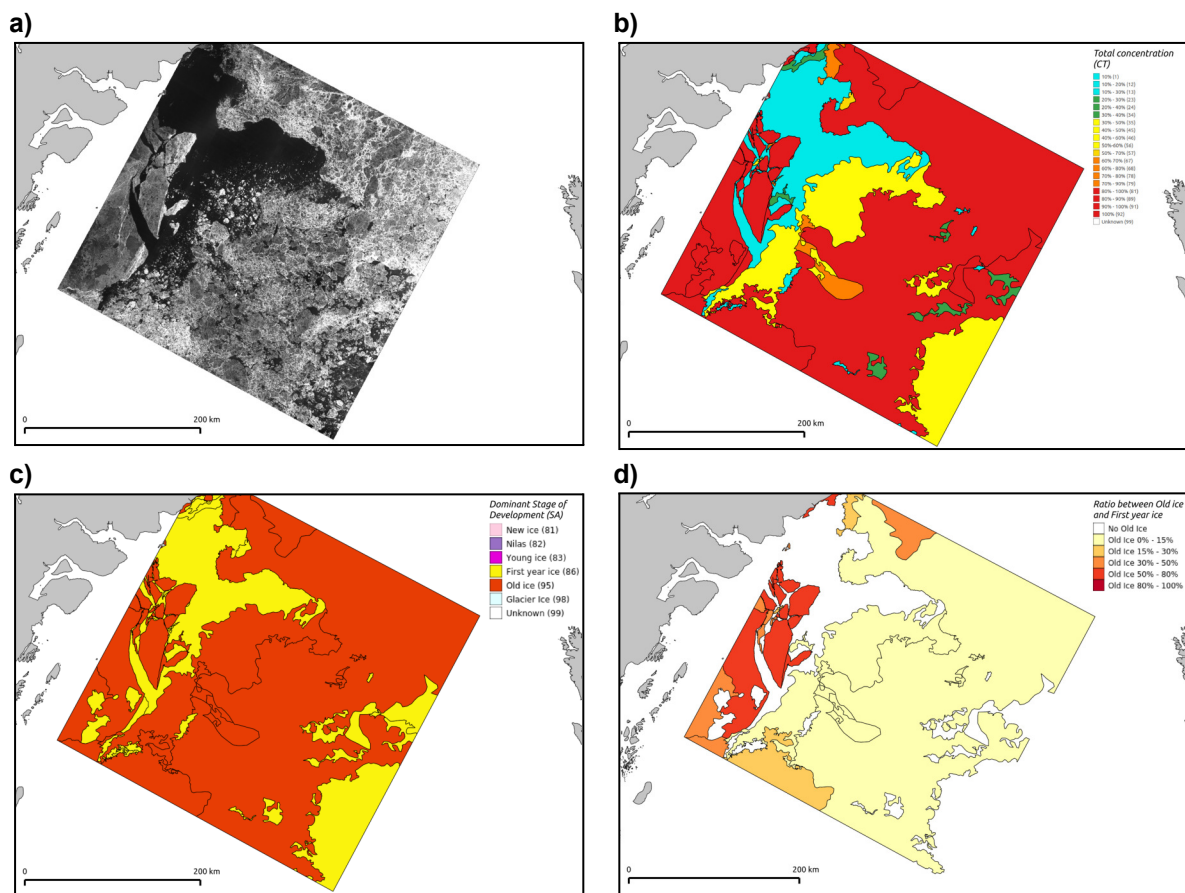 a)
0
200 km
b)
Total concentration
(CT)
10% (1)
10% - 20% (12)
10% - 30% (13)
20% - 30% (23)
20% - 40% (24)
30% - 40% (34)
30% - 50% (35)
40% - 50% (45)
40% - 60% (46)
50%-60% (56)
50% - 70% (57)
60% 70% (67)
60% - 80% (68)
70% - 80% (78)
70% - 90% (79)
80% - 100% (81)
80% - 90% (89)
90% - 100% (91)
100% (92)
Unknown (99)
0
200 km
c)
Dominant Stage of
Development (SA)
New ice (81)
Nilas (82)
Young ice (83)
First year ice (86)
Old ice (95)
Glacier Ice (98)
Unknown (99)
0
200 km
d)
Ratio between Old ice
and First year ice
No Old Ice
Old Ice 0% - 15%
Old Ice 15% - 30%
Old Ice 30% - 50%
Old Ice 50% - 80%
Old Ice 80% - 100%
0
200 km